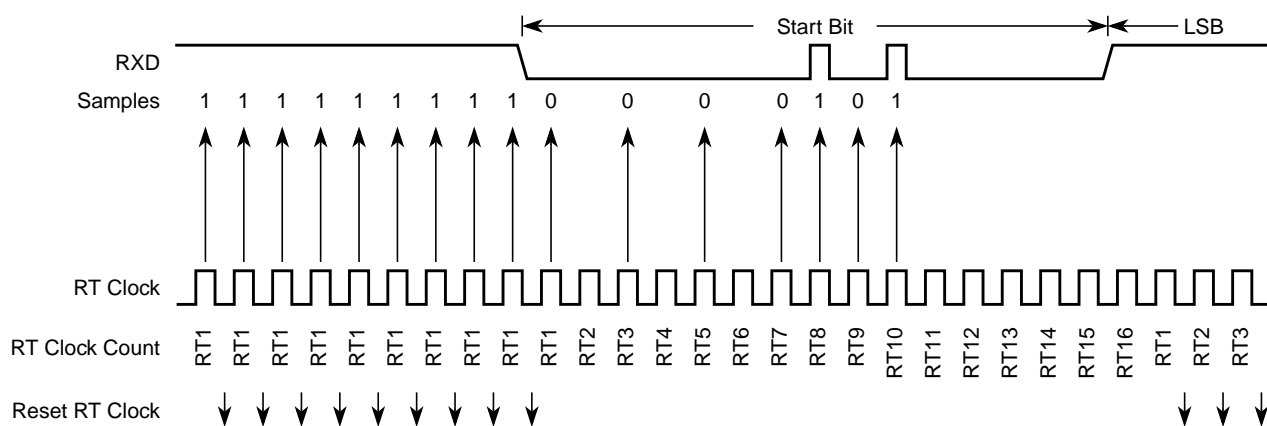 Start Bit LSB
RXD
Samples 1 1 1 1 1 1 1 1 1 0 0 0 0 1 0 1
RT Clock
RT Clock Count RT1 RT1 RT1 RT1 RT1 RT1 RT1 RT1 RT1 RT1 RT2 RT3 RT4 RT5 RT6 RT7 RT8 RT9 RT10 RT11 RT12 RT13 RT14 RT15 RT16 RT1 RT2 RT3
Reset RT Clock